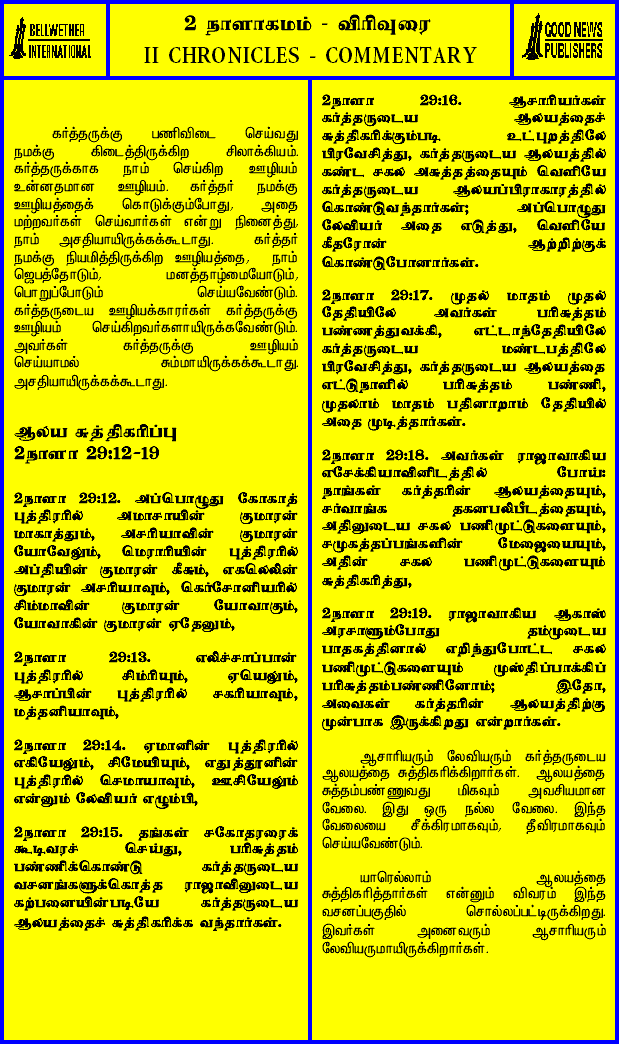 BELLWETHER
INTERNATIONAL
2 நாளாகமம் - விரிவுரை
II CHRONICLES - COMMENTARY
GOOD NEWS
PUBLISHERS
கர்த்தருக்கு பணிவிடை செய்வது
நமக்கு கிடைத்திருக்கிற சிலாக்கியம்.
கர்த்தருக்காக நாம் செய்கிற ஊழியம்
உன்னதமான ஊழியம். கர்த்தர் நமக்கு
ஊழியத்தைக் கொடுக்கும்போது, அதை
மற்றவர்கள் செய்வார்கள் என்று நினைத்து,
நாம் அசதியாயிருக்கக்கூடாது. கர்த்தர்
நமக்கு நியமித்திருக்கிற ஊழியத்தை, நாம்
ஜெபத்தோடும், மனத்தாழ்மையோடும்,
பொறுப்போடும் செய்யவேண்டும்.
கர்த்தருடைய ஊழியக்காரர்கள் கர்த்தருக்கு
ஊழியம் செய்கிறவர்களாயிருக்கவேண்டும்.
அவர்கள் கர்த்தருக்கு ஊழியம்
செய்யாமல் சும்மாயிருக்கக்கூடாது.
அசதியாயிருக்கக்கூடாது.
ஆலய சுத்திகரிப்பு
2நாளா 29:12-19
2நாளா 29:12. அப்பொழுது கோகாத்
புத்திரரில் அமாசாயின் குமாரன்
மாகாத்தும், அசரியாவின் குமாரன்
யோவேலும், மெராரியின் புத்திரரில்
அப்தியின் குமாரன் கீசும், எகலெலின்
குமாரன் அசரியாவும், கெர்சோனியரில்
சிம்மாவின் குமாரன் யோவாகும்,
யோவாகின் குமாரன் ஏதேனும்,
2நாளா 29:13. எலிச்சாப்பான்
புத்திரரில் சிம்ரியும், ஏயெலும்,
ஆசாப்பின் புத்திரரில் சகரியாவும்,
மத்தனியாவும்,
2நாளா 29:14. ஏமானின் புத்திரரில்
எகியேலும், சிமேயியும், எதுத்தூனின்
புத்திரரில் செமாயாவும், ஊசியேலும்
என்னும் லேவியர் எழும்பி,
2நாளா 29:15. தங்கள் சகோதரரைக்
கூடிவரச் செய்து, பரிசுத்தம்
பண்ணிக்கொண்டு கர்த்தருடைய
வசனங்களுக்கொத்த ராஜாவினுடைய
கற்பனையின்படியே கர்த்தருடைய
ஆலயத்தைச் சுத்திகரிக்க வந்தார்கள்.
2நாளா 29:16. ஆசாரியர்கள்
கர்த்தருடைய ஆலயத்தைச்
சுத்திகரிக்கும்படி உட்புறத்திலே
பிரவேசித்து, கர்த்தருடைய ஆலயத்தில்
கண்ட சகல அசுத்தத்தையும் வெளியே
கர்த்தருடைய ஆலயப்பிராகாரத்தில்
கொண்டுவந்தார்கள்; அப்பொழுது
லேவியர் அதை எடுத்து, வெளியே
கீதரோன் ஆற்றிற்குக்
கொண்டுபோனார்கள்.
2நாளா 29:17. முதல் மாதம் முதல்
தேதியிலே அவர்கள் பரிசுத்தம்
பண்ணத்துவக்கி, எட்டாந்தேதியிலே
கர்த்தருடைய மண்டபத்திலே
பிரவேசித்து, கர்த்தருடைய ஆலயத்தை
எட்டுநாளில் பரிசுத்தம் பண்ணி,
முதலாம் மாதம் பதினாறாம் தேதியில்
அதை முடித்தார்கள்.
2நாளா 29:18. அவர்கள் ராஜாவாகிய
எசேக்கியாவினிடத்தில் போய்:
நாங்கள் கர்த்தரின் ஆலயத்தையும்,
சர்வாங்க தகனபலிபீடத்தையும்,
அதினுடைய சகல பணிமுட்டுகளையும்,
சமுகத்தப்பங்களின் மேஜையையும்,
அதின் சகல பணிமுட்டுகளையும்
சுத்திகரித்து,
2நாளா 29:19. ராஜாவாகிய ஆகாஸ்
அரசாளும்போது தம்முடைய
பாதகத்தினால் எறிந்துபோட்ட சகல
பணிமுட்டுகளையும் முஸ்திப்பாக்கிப்
பரிசுத்தம்பண்ணினோம்; இதோ,
அவைகள் கர்த்தரின் ஆலயத்திற்கு
முன்பாக இருக்கிறது என்றார்கள்.
ஆசாரியரும் லேவியரும் கர்த்தருடைய
ஆலயத்தை சுத்திகரிக்கிறார்கள். ஆலயத்தை
சுத்தம்பண்ணுவது மிகவும் அவசியமான
வேலை. இது ஒரு நல்ல வேலை. இந்த
வேலையை சீக்கிரமாகவும், தீவிரமாகவும்
செய்யவேண்டும்.
யாரெல்லாம் ஆலயத்தை
சுத்திகரித்தார்கள் என்னும் விவரம் இந்த
வசனப்பகுதில் சொல்லப்பட்டிருக்கிறது.
இவர்கள் அனைவரும் ஆசாரியரும்
லேவியருமாயிருக்கிறார்கள்.